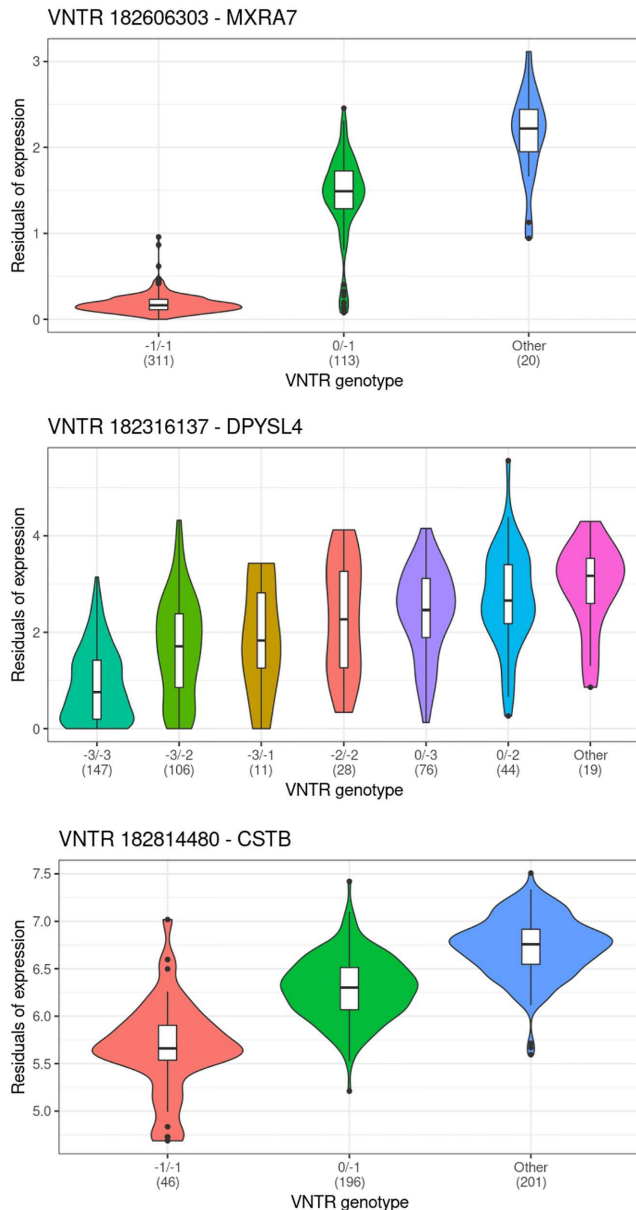 VNTR 182606303 - MXRA7
3
2
1
0
Residuals of expression
-1/-1 0/-1 Other
(311) (113) (20)
VNTR genotype
VNTR 182316137 - DPYSL4
4
2
0
Residuals of expression
-3/-3 -3/-2 -3/-1 -2/-2 0/-3 0/-2 Other
(147) (106) (11) (28) (76) (44) (19)
VNTR genotype
VNTR 182814480 - CSTB
7.5
7.0
6.5
6.0
5.5
5.0
Residuals of expression
-1/-1 0/-1 Other
(46) (196) (201)
VNTR genotype